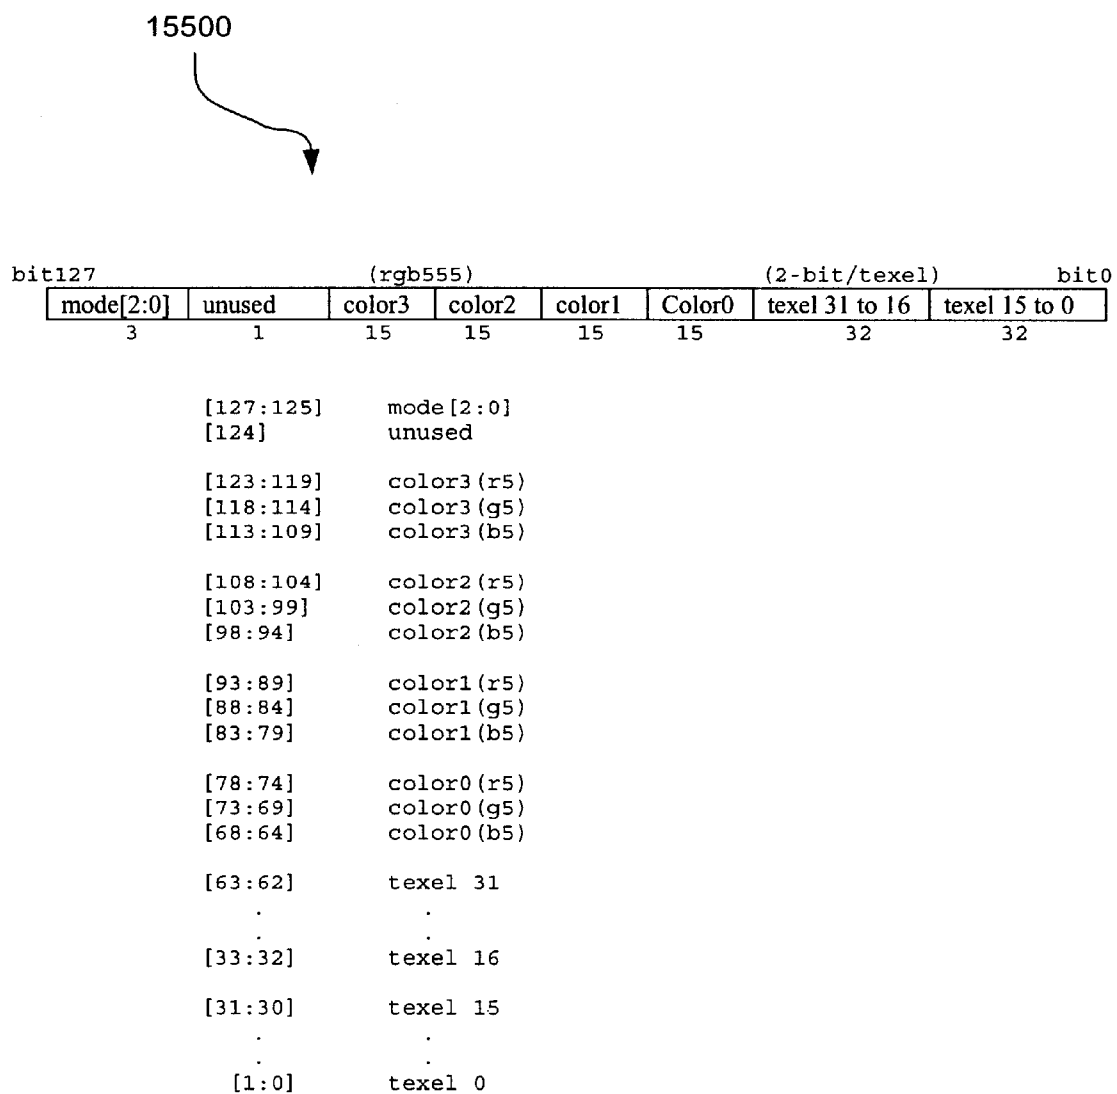 15500
bit127 (rgb555) (2-bit/texel) bit0
mode[2:0] unused color3 color2 color1 Color0 texel 31 to 16 texel 15 to 0
3 1 15 15 15 15 32 32
[127:125] mode[2:0]
[124] unused
[123:119] color3(r5)
[118:114] color3(g5)
[113:109] color3(b5)
[108:104] color2(r5)
[103:99] color2(g5)
[98:94] color2(b5)
[93:89] color1(r5)
[88:84] color1(g5)
[83:79] color1(b5)
[78:74] color0(r5)
[73:69] color0(g5)
[68:64] color0(b5)
[63:62] texel 31
. .
. .
[33:32] texel 16
[31:30] texel 15
. .
. .
[1:0] texel 0